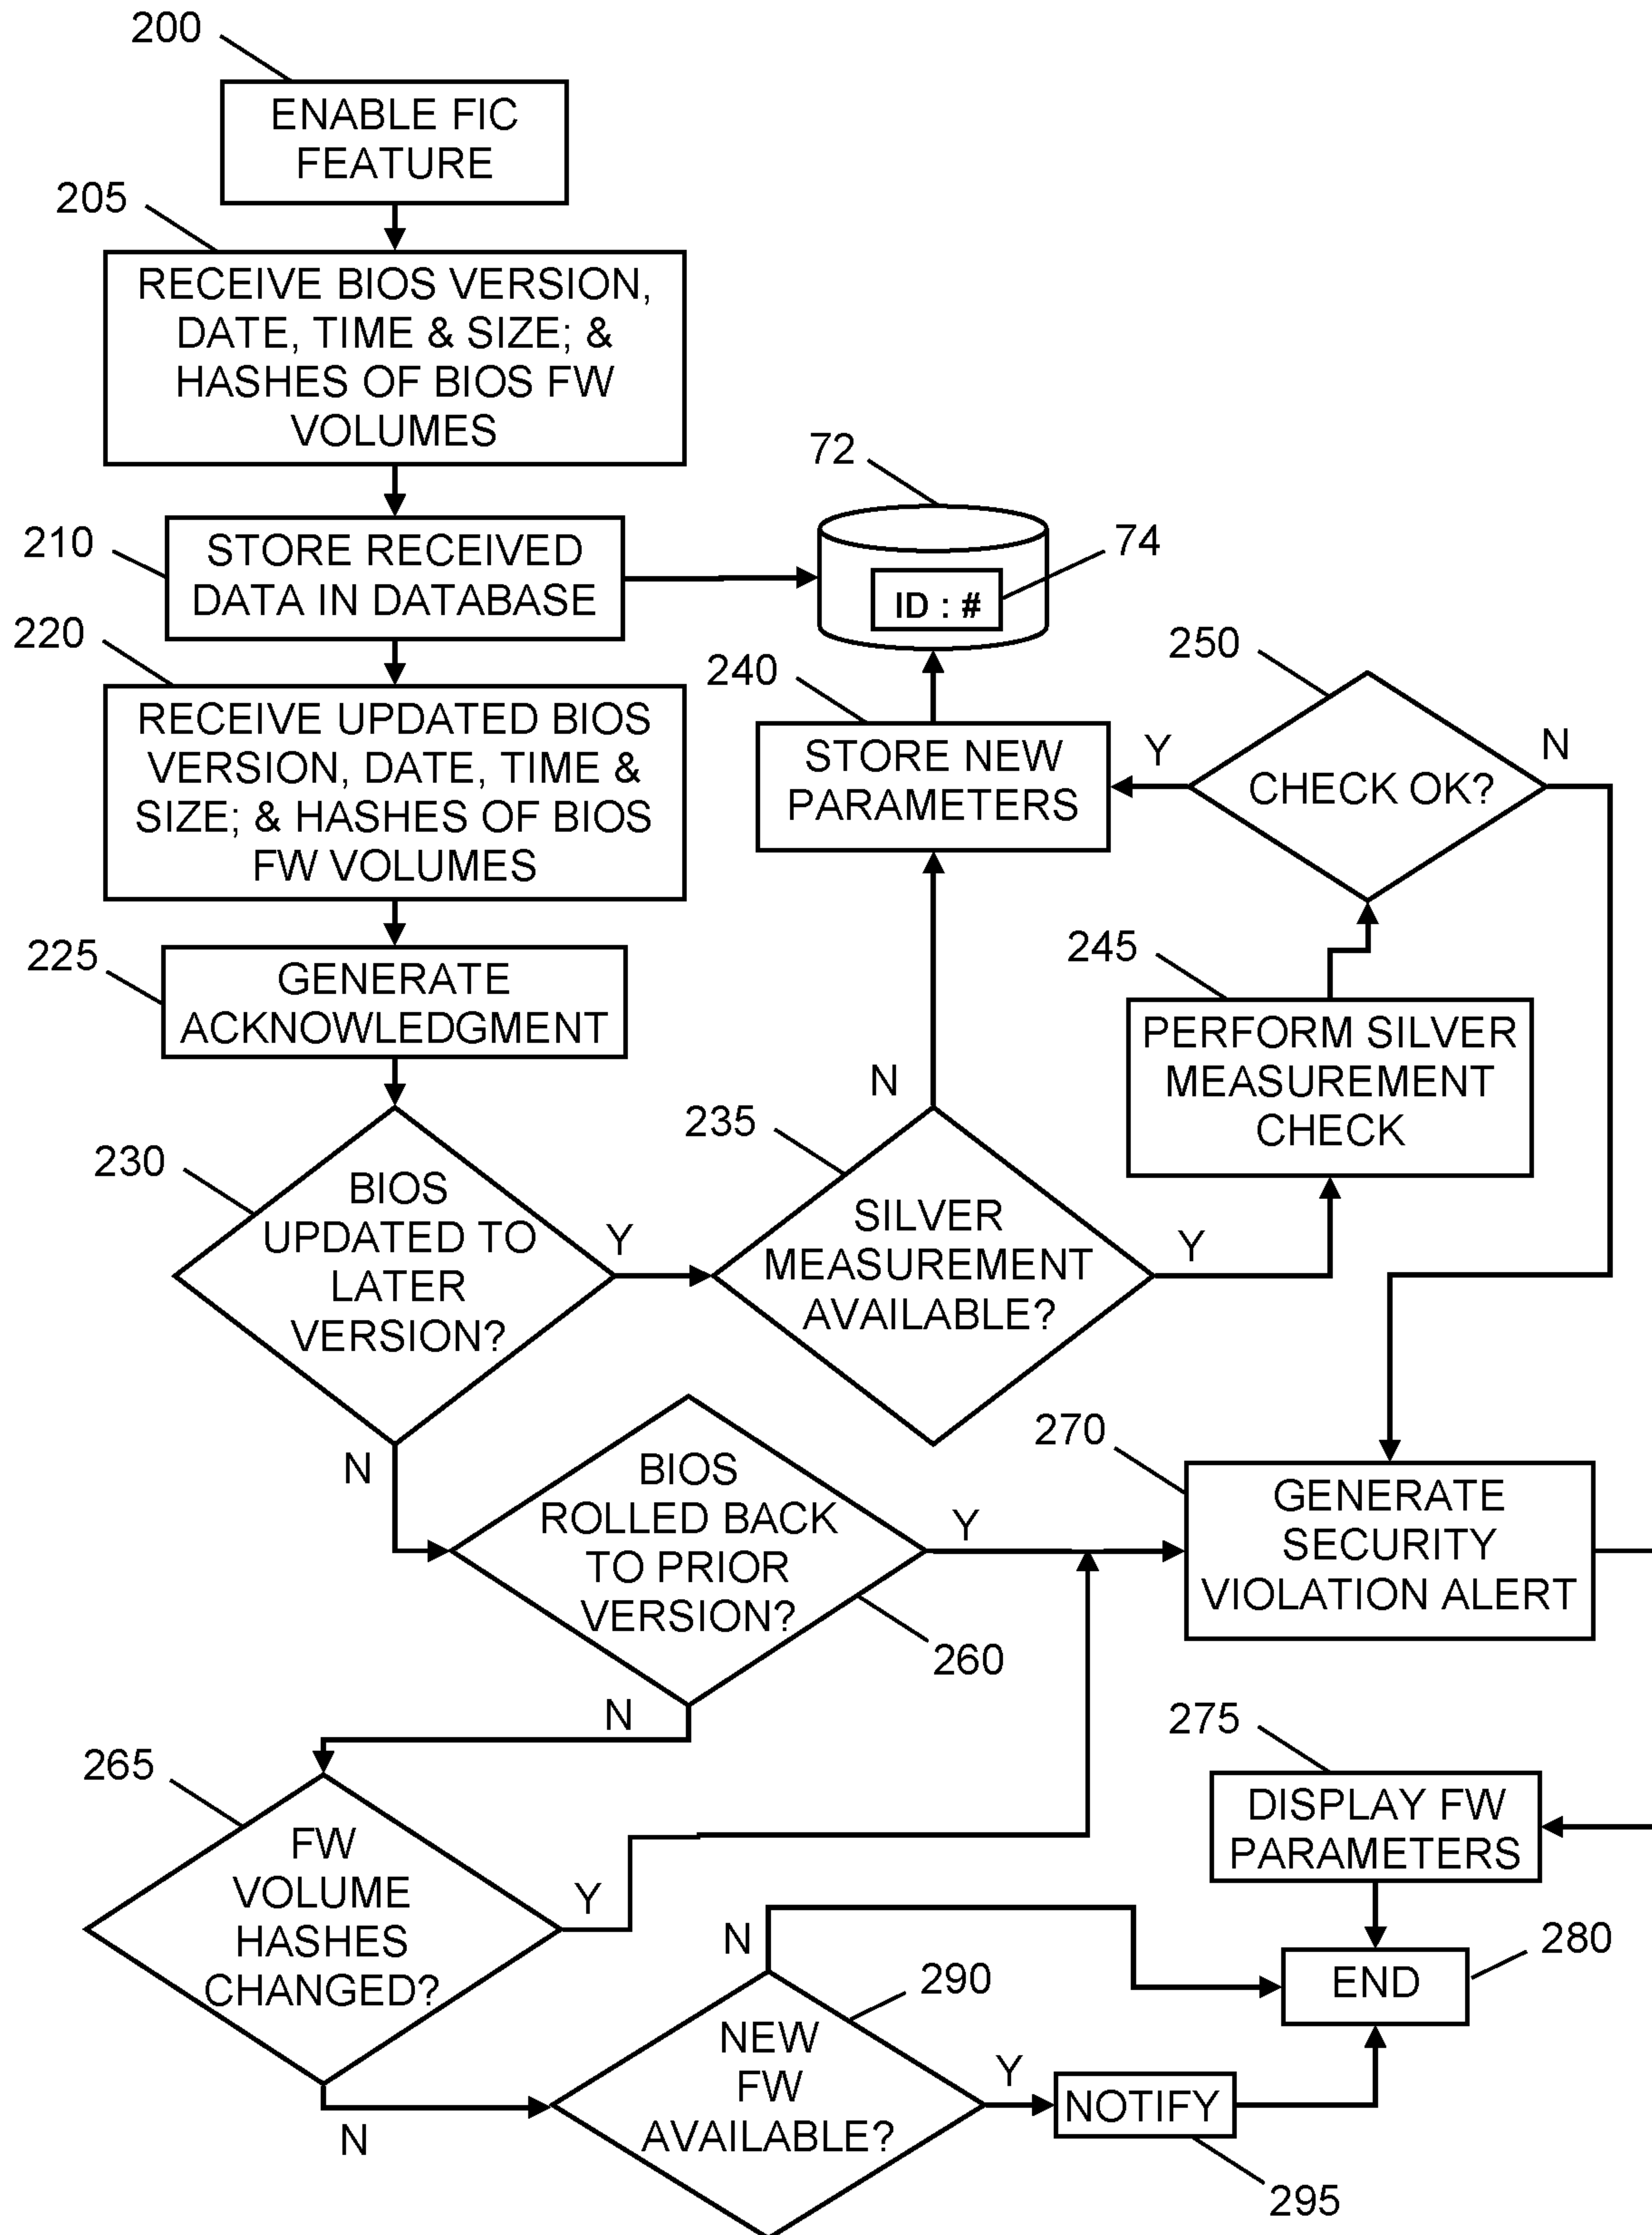 200
ENABLE FIC
FEATURE
205
RECEIVE BIOS VERSION,
DATE, TIME & SIZE; &
HASHES OF BIOS FW
VOLUMES
210
STORE RECEIVED
DATA IN DATABASE
72
74
ID : #
220
RECEIVE UPDATED BIOS
VERSION, DATE, TIME &
SIZE; & HASHES OF BIOS
FW VOLUMES
240
STORE NEW
PARAMETERS
250
CHECK OK?
Y
N
225
GENERATE
ACKNOWLEDGMENT
245
PERFORM SILVER
MEASUREMENT
CHECK
230
BIOS
UPDATED TO
LATER
VERSION?
Y
N
235
SILVER
MEASUREMENT
AVAILABLE?
N
Y
260
BIOS
ROLLED BACK
TO PRIOR
VERSION?
Y
N
270
GENERATE
SECURITY
VIOLATION ALERT
265
FW
VOLUME
HASHES
CHANGED?
Y
N
275
DISPLAY FW
PARAMETERS
280
END
290
NEW
FW
AVAILABLE?
N
Y
NOTIFY
295